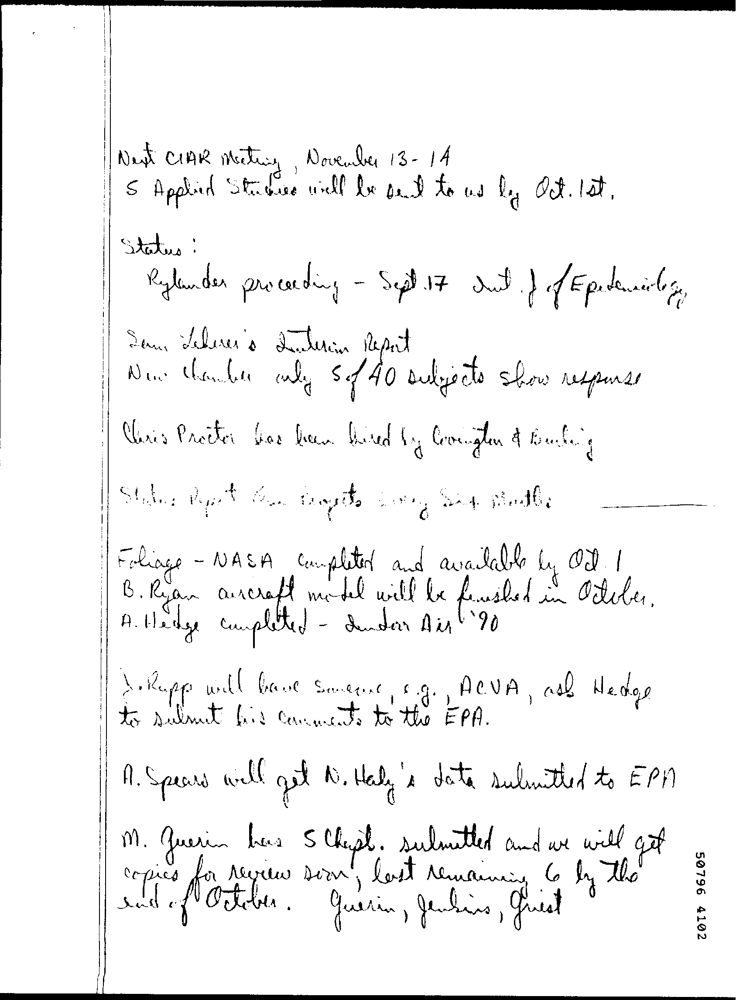 Next CIAR Meeting, November 13-14
5 Applied Studies will be sent to us by Oct. 1st.
Status:
Rylander proceeding - Sept. 17 Int. J of Epidemiology
Sam Lehrer's Interim Report
New chamber only 5 of 40 subjects show response
Chris Proctor has been hired by Covington & Burling
Status Report Projects Every Six Months
Foliage - NASA completed and available by Oct. 1
B. Ryan aircraft model will be finished in October.
A. Hedge completed - Indoor Air '90
J. Rupp will have someone, e.g., ACVA, ask Hedge
to submit his comments to the EPA.
A. Spears will get N. Haley's data submitted to EPA
M. Guerin has 5 Chapt. submitted and we will get
copies for review soon, last remaining 6 by the
end of October. Guerin, Jenkins, Griest
50796 4102